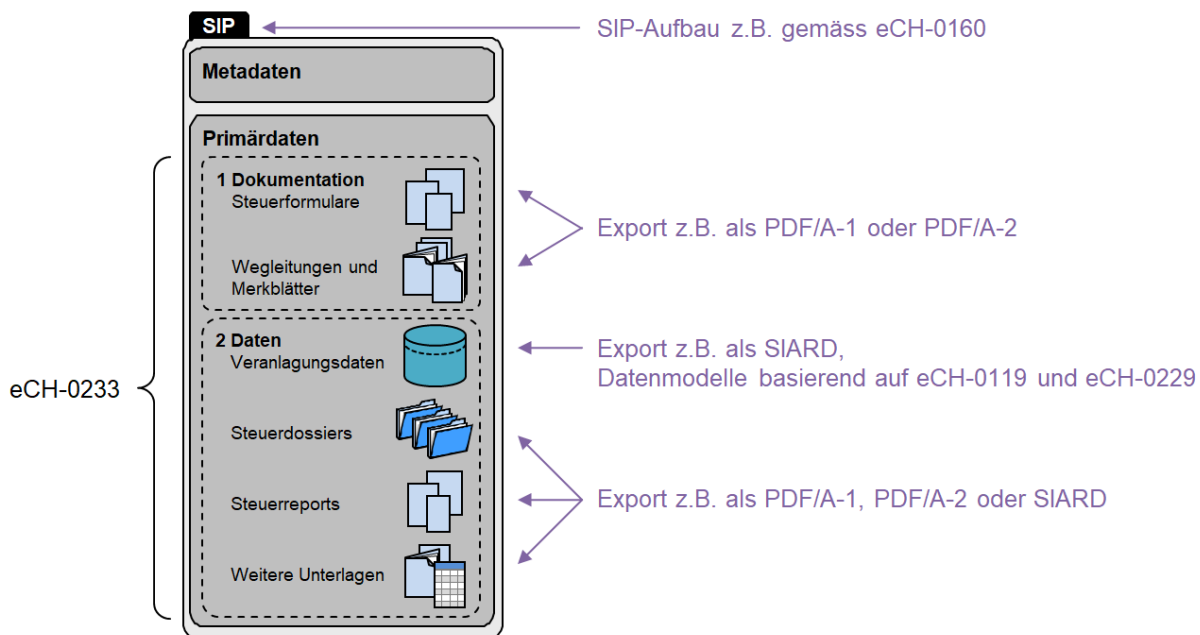 SIP
SIP-Aufbau z.B. gemäss eCH-0160
Metadaten
Primärdaten
1 Dokumentation
Steuerformulare
Export z.B. als PDF/A-1 oder PDF/A-2
Wegleitungen und
Merkblätter
2 Daten
Veranlagungsdaten
Export z.B. als SIARD,
Datenmodelle basierend auf eCH-0119 und eCH-0229
eCH-0233
Steuerdossiers
Steuerreports
Export z.B. als PDF/A-1, PDF/A-2 oder SIARD
Weitere Unterlagen